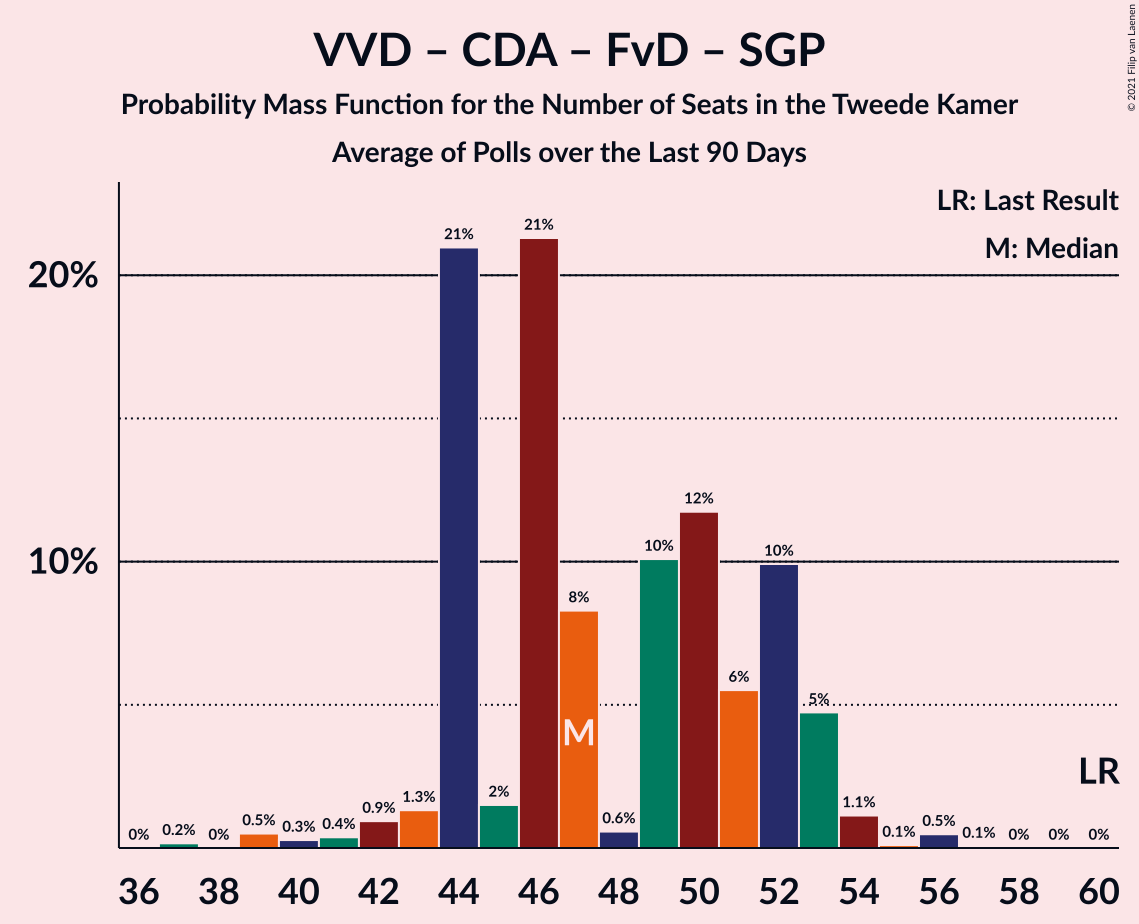 VVD – CDA – FvD – SGP
Probability Mass Function for the Number of Seats in the Tweede Kamer
Average of Polls over the Last 90 Days
© 2021 Filip van Laenen
LR: Last Result
M: Median
20%
10%
0% 0.2% 0% 0.5% 0.3% 0.4% 0.9% 1.3% 21% 2% 21% 8% 0.6% 10% 12% 6% 10% 5% 1.1% 0.1% 0.5% 0.1% 0% 0% 0%
M
LR
36 38 40 42 44 46 48 50 52 54 56 58 60